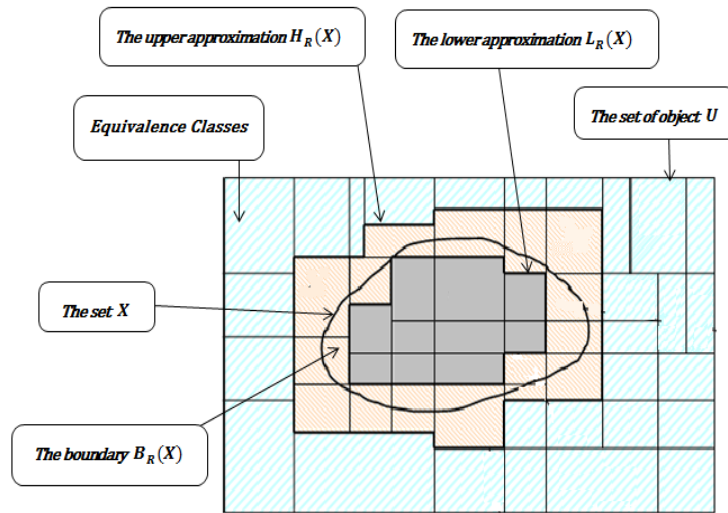 The upper approximation H_R(X)
The lower approximation L_R(X)
Equivalence Classes
The set of object U
The set X
The boundary B_R(X)